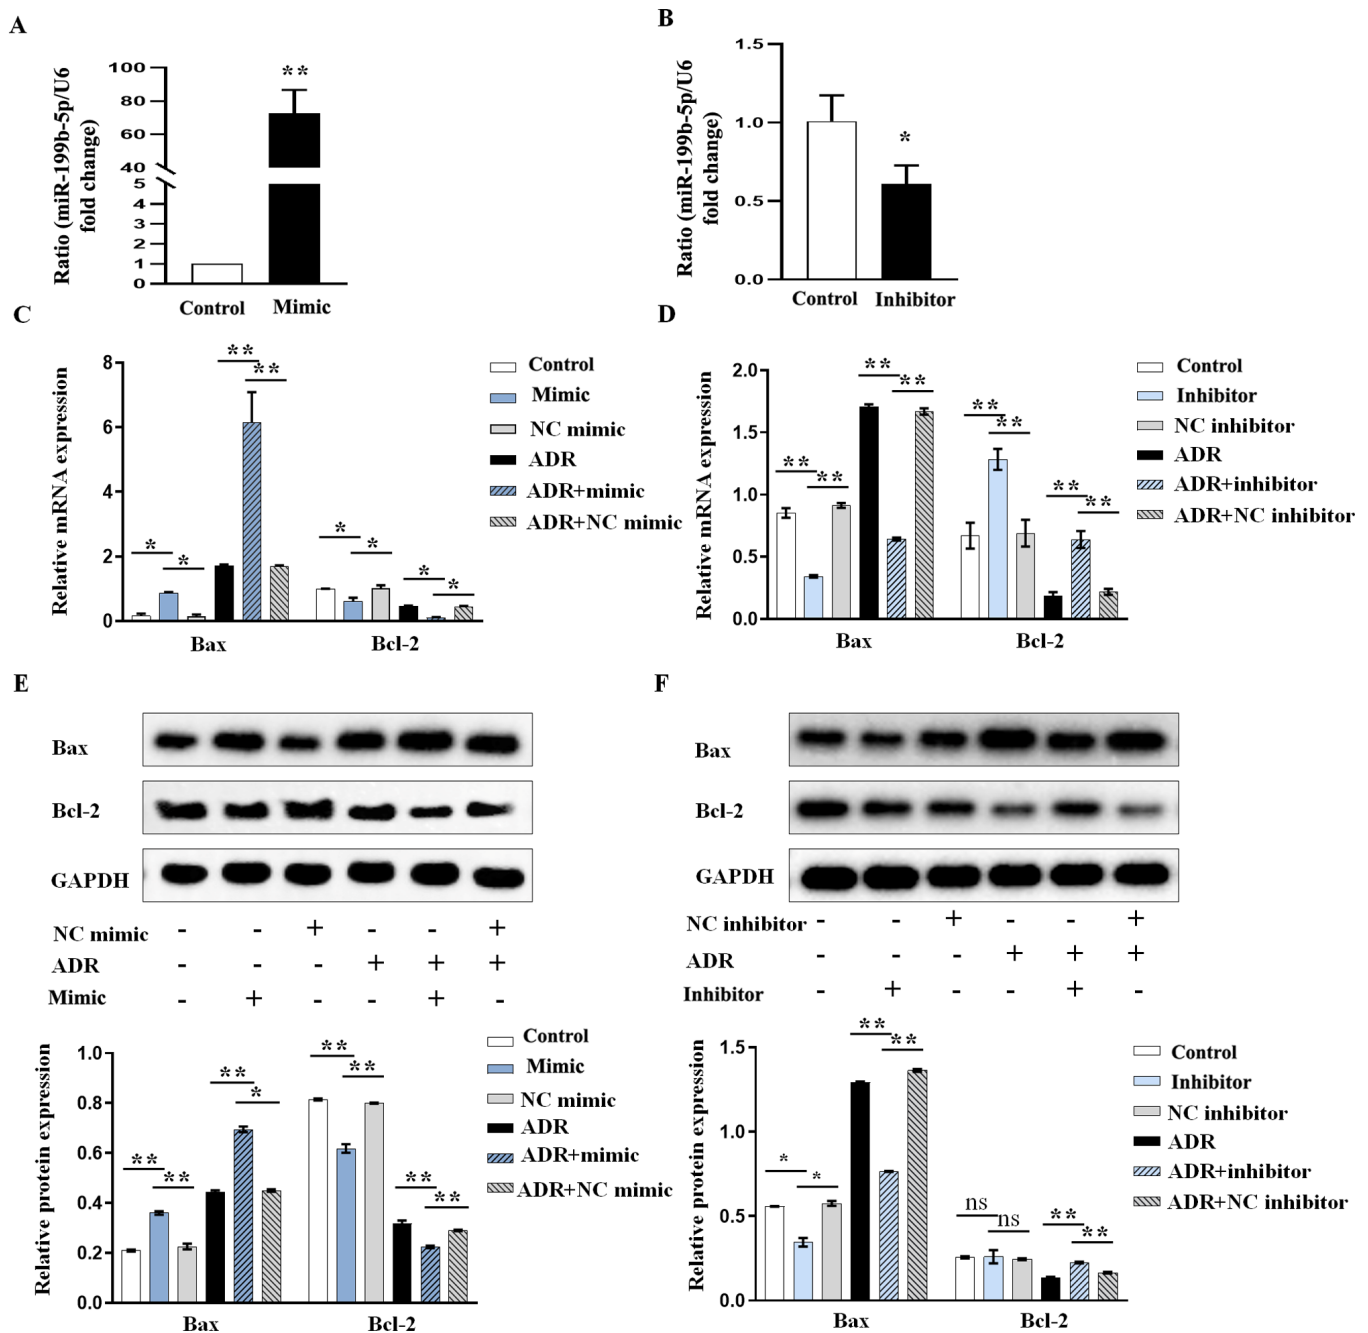 A
Ratio (miR-199b-5p/U6
fold change)
100
80
60
40
5
4
3
2
1
0
**
Control
Mimic
B
Ratio (miR-199b-5p/U6
fold change)
1.5
1.0
0.5
0.0
*
Control
Inhibitor
C
Relative mRNA expression
8
6
4
2
0
* * ** ** * * * *
Bax
Bcl-2
Control
Mimic
NC mimic
ADR
ADR+mimic
ADR+NC mimic
D
Relative mRNA expression
2.0
1.5
1.0
0.5
0.0
** ** ** ** ** ** ** **
Bax
Bcl-2
Control
Inhibitor
NC inhibitor
ADR
ADR+inhibitor
ADR+NC inhibitor
E
Bax
Bcl-2
GAPDH
NC mimic - - + - - +
ADR - - - + + +
Mimic - + - - + -
Relative protein expression
1.0
0.8
0.6
0.4
0.2
0.0
** ** ** * ** ** ** **
Bax
Bcl-2
Control
Mimic
NC mimic
ADR
ADR+mimic
ADR+NC mimic
F
Bax
Bcl-2
GAPDH
NC inhibitor - - + - - +
ADR - - - + + +
Inhibitor - + - - + -
Relative protein expression
1.5
1.0
0.5
0.0
* * ** ** ns ns ** **
Bax
Bcl-2
Control
Inhibitor
NC inhibitor
ADR
ADR+inhibitor
ADR+NC inhibitor